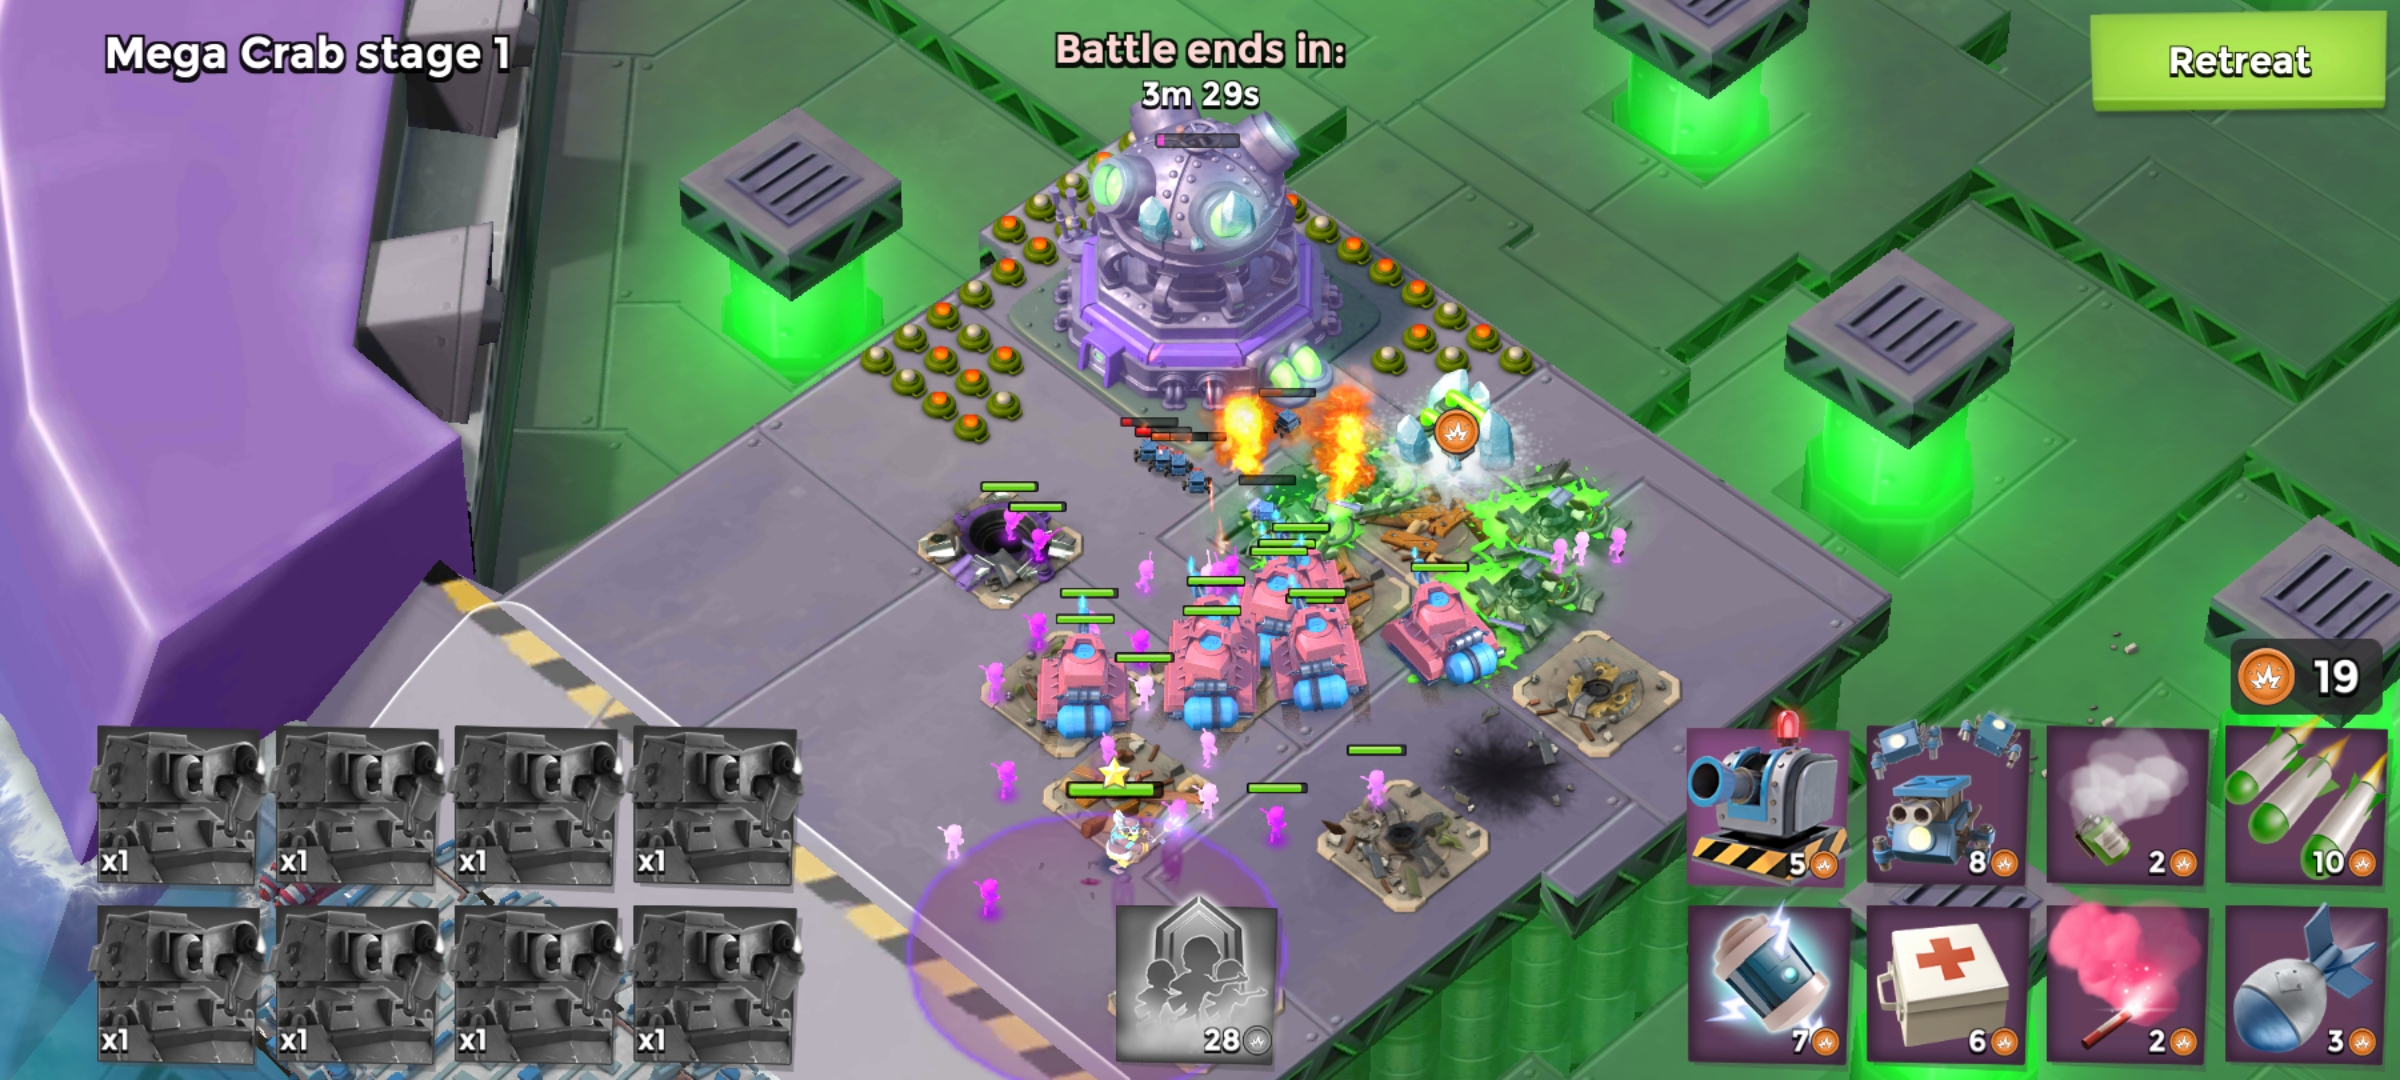 Mega Crab stage 1
Battle ends in:
3m 29s
Retreat
19
x1
x1
x1
x1
5
8
2
10
x1
x1
x1
x1
28
7
6
2
3